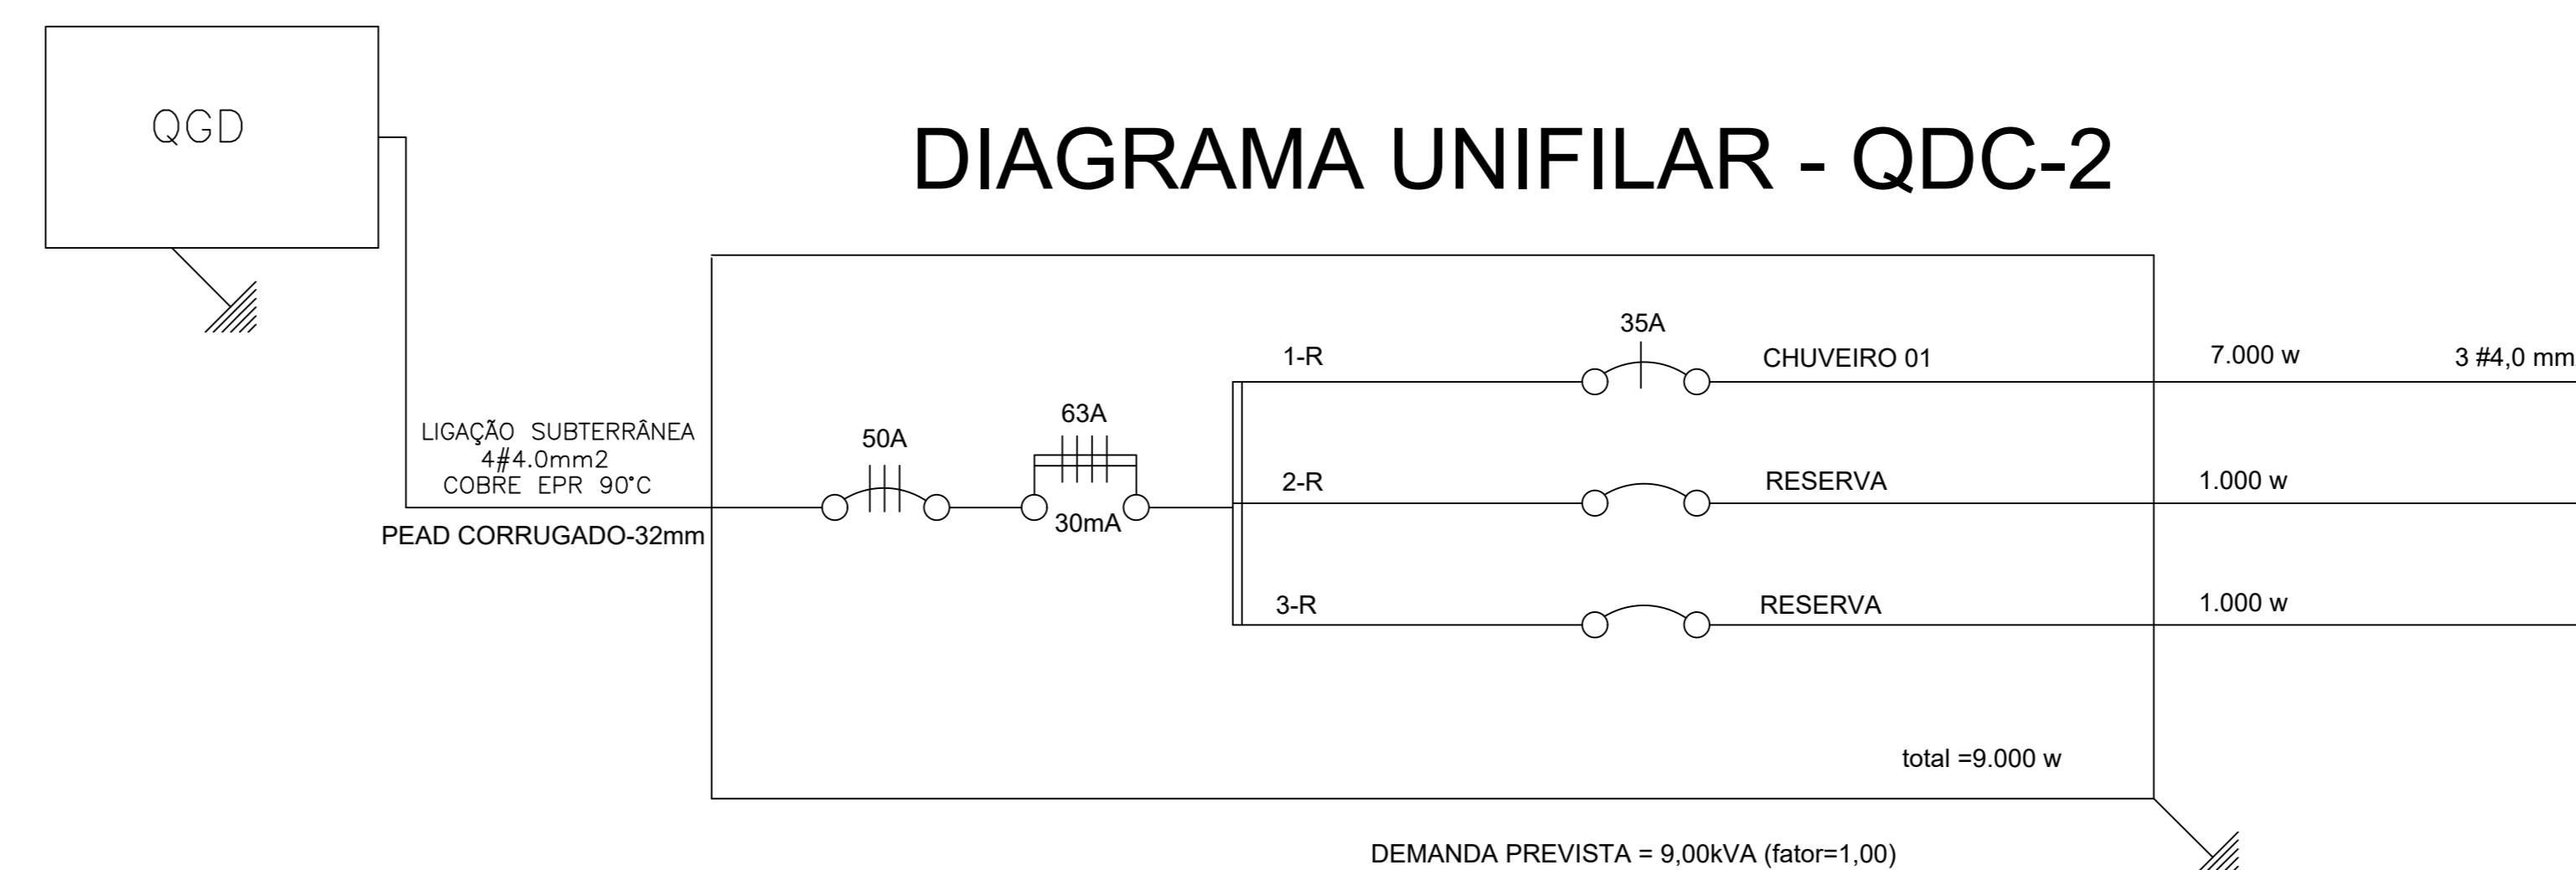 QGD
DIAGRAMA UNIFILAR - QDC-2
LIGAÇÃO SUBTERRÂNEA
4#4.0mm2
COBRE EPR 90°C
PEAD CORRUGADO-32mm
50A
63A
30mA
1-R
35A
CHUVEIRO 01
7.000 w
3 #4,0 mm
2-R
RESERVA
1.000 w
3-R
RESERVA
1.000 w
total =9.000 w
DEMANDA PREVISTA = 9,00kVA (fator=1,00)